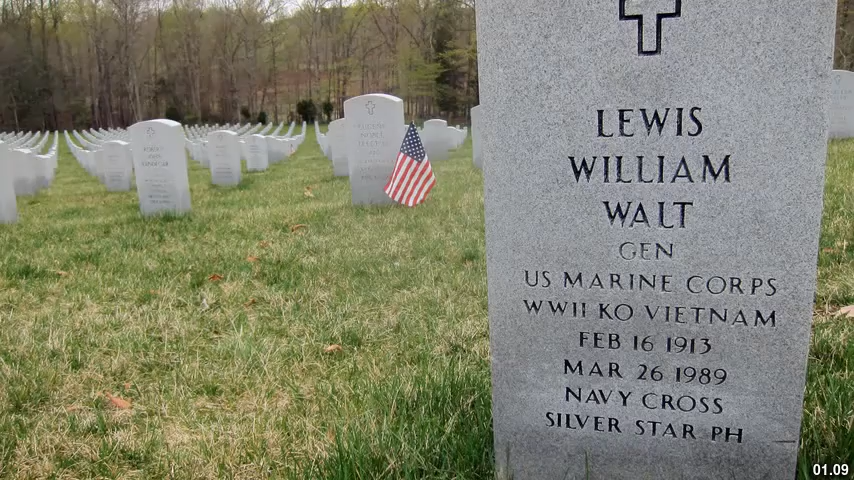 LEWIS
WILLIAM
WALT
GEN
US MARINE CORPS
WWII KO VIETNAM
FEB 16 1913
MAR 26 1989
NAVY CROSS
SILVER STAR PH
01.09